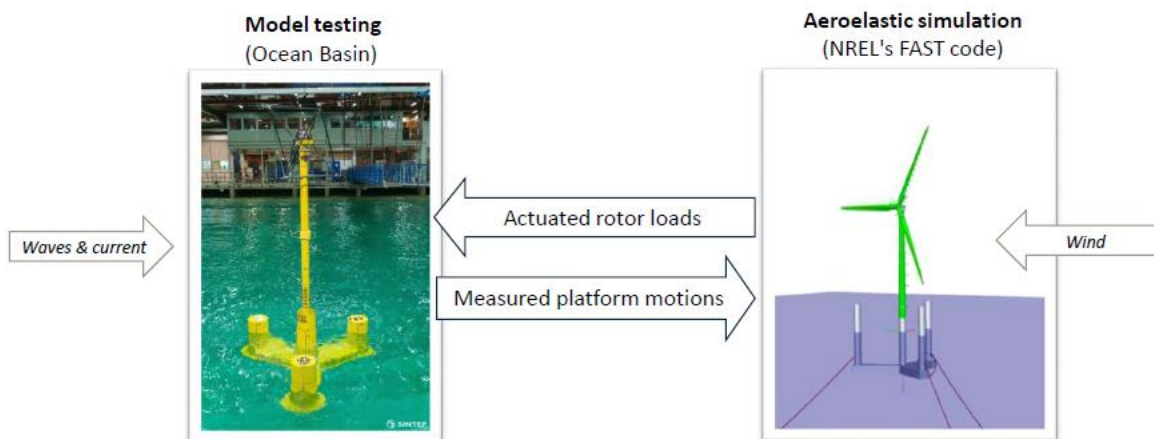 Model testing
(Ocean Basin)
Aeroelastic simulation
(NREL's FAST code)
Waves & current
Actuated rotor loads
Measured platform motions
Wind
SINTEF